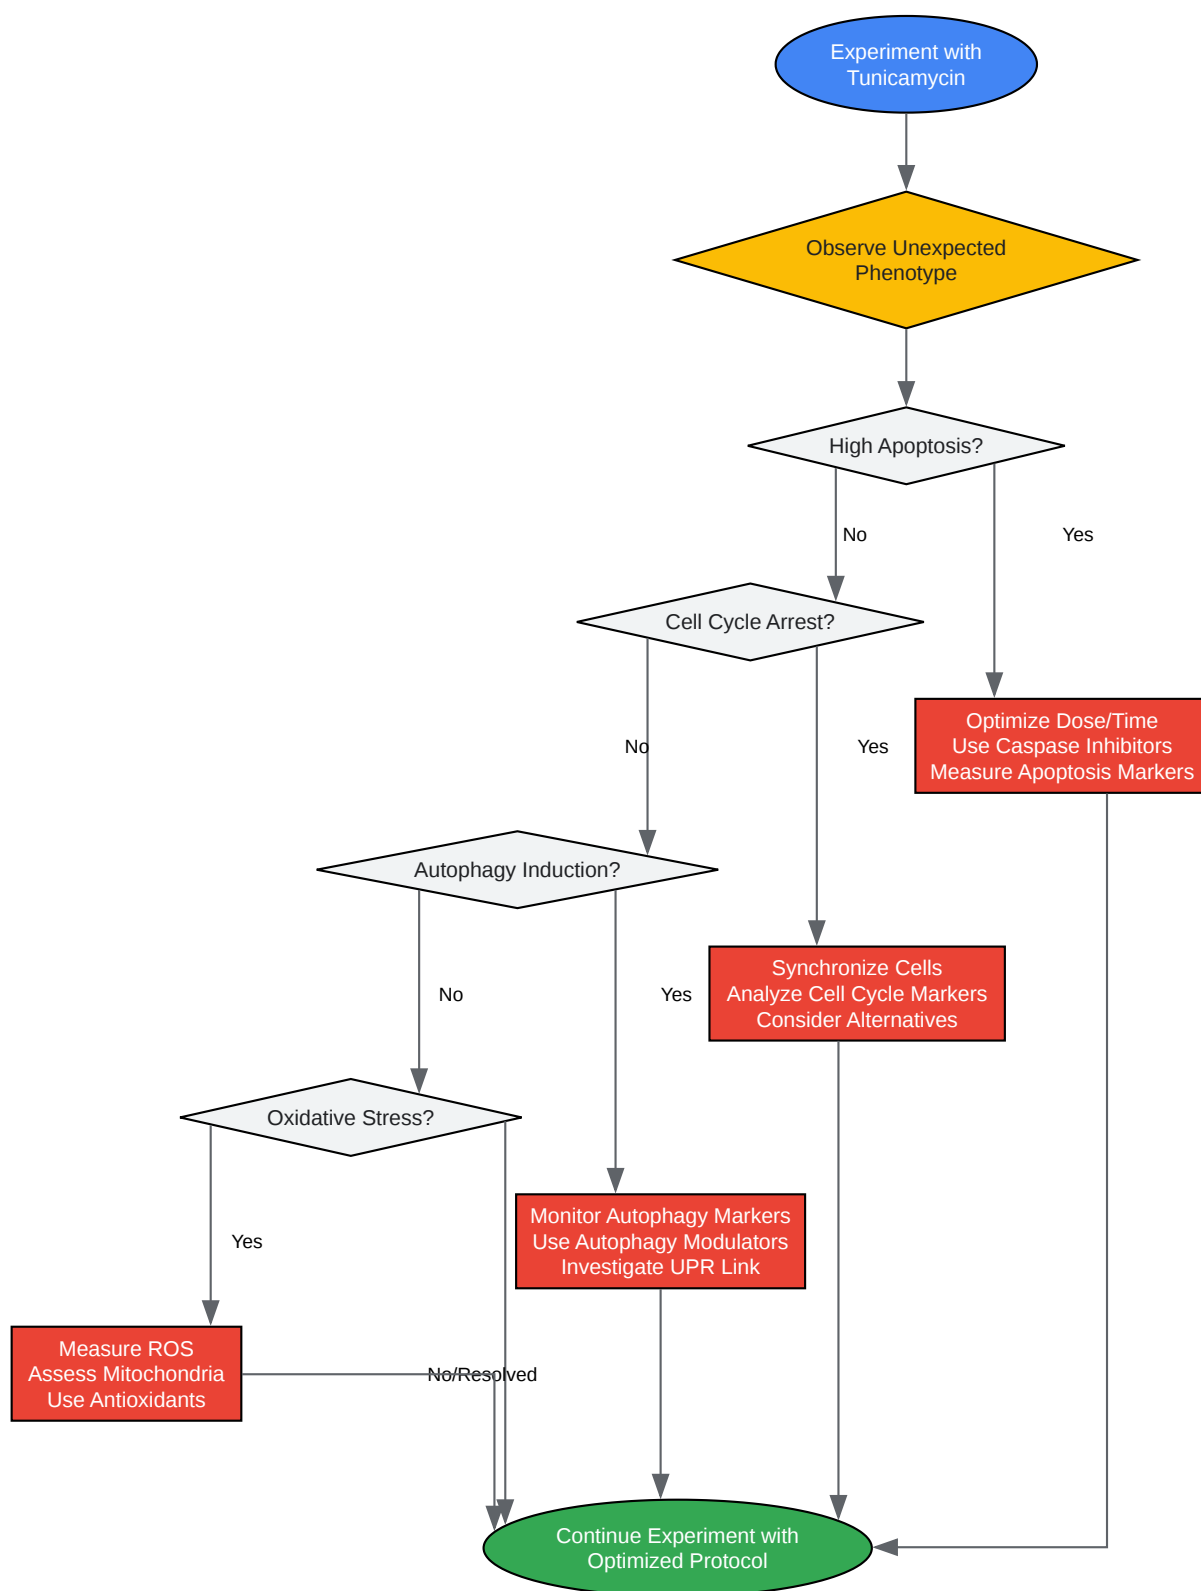 Experiment with
Tunicamycin
Observe Unexpected
Phenotype
High Apoptosis?
No
Yes
Cell Cycle Arrest?
Optimize Dose/Time
Use Caspase Inhibitors
Measure Apoptosis Markers
No
Yes
Autophagy Induction?
Synchronize Cells
Analyze Cell Cycle Markers
Consider Alternatives
No
Yes
Oxidative Stress?
Monitor Autophagy Markers
Use Autophagy Modulators
Investigate UPR Link
Yes
Measure ROS
Assess Mitochondria
Use Antioxidants
No/Resolved
Continue Experiment with
Optimized Protocol